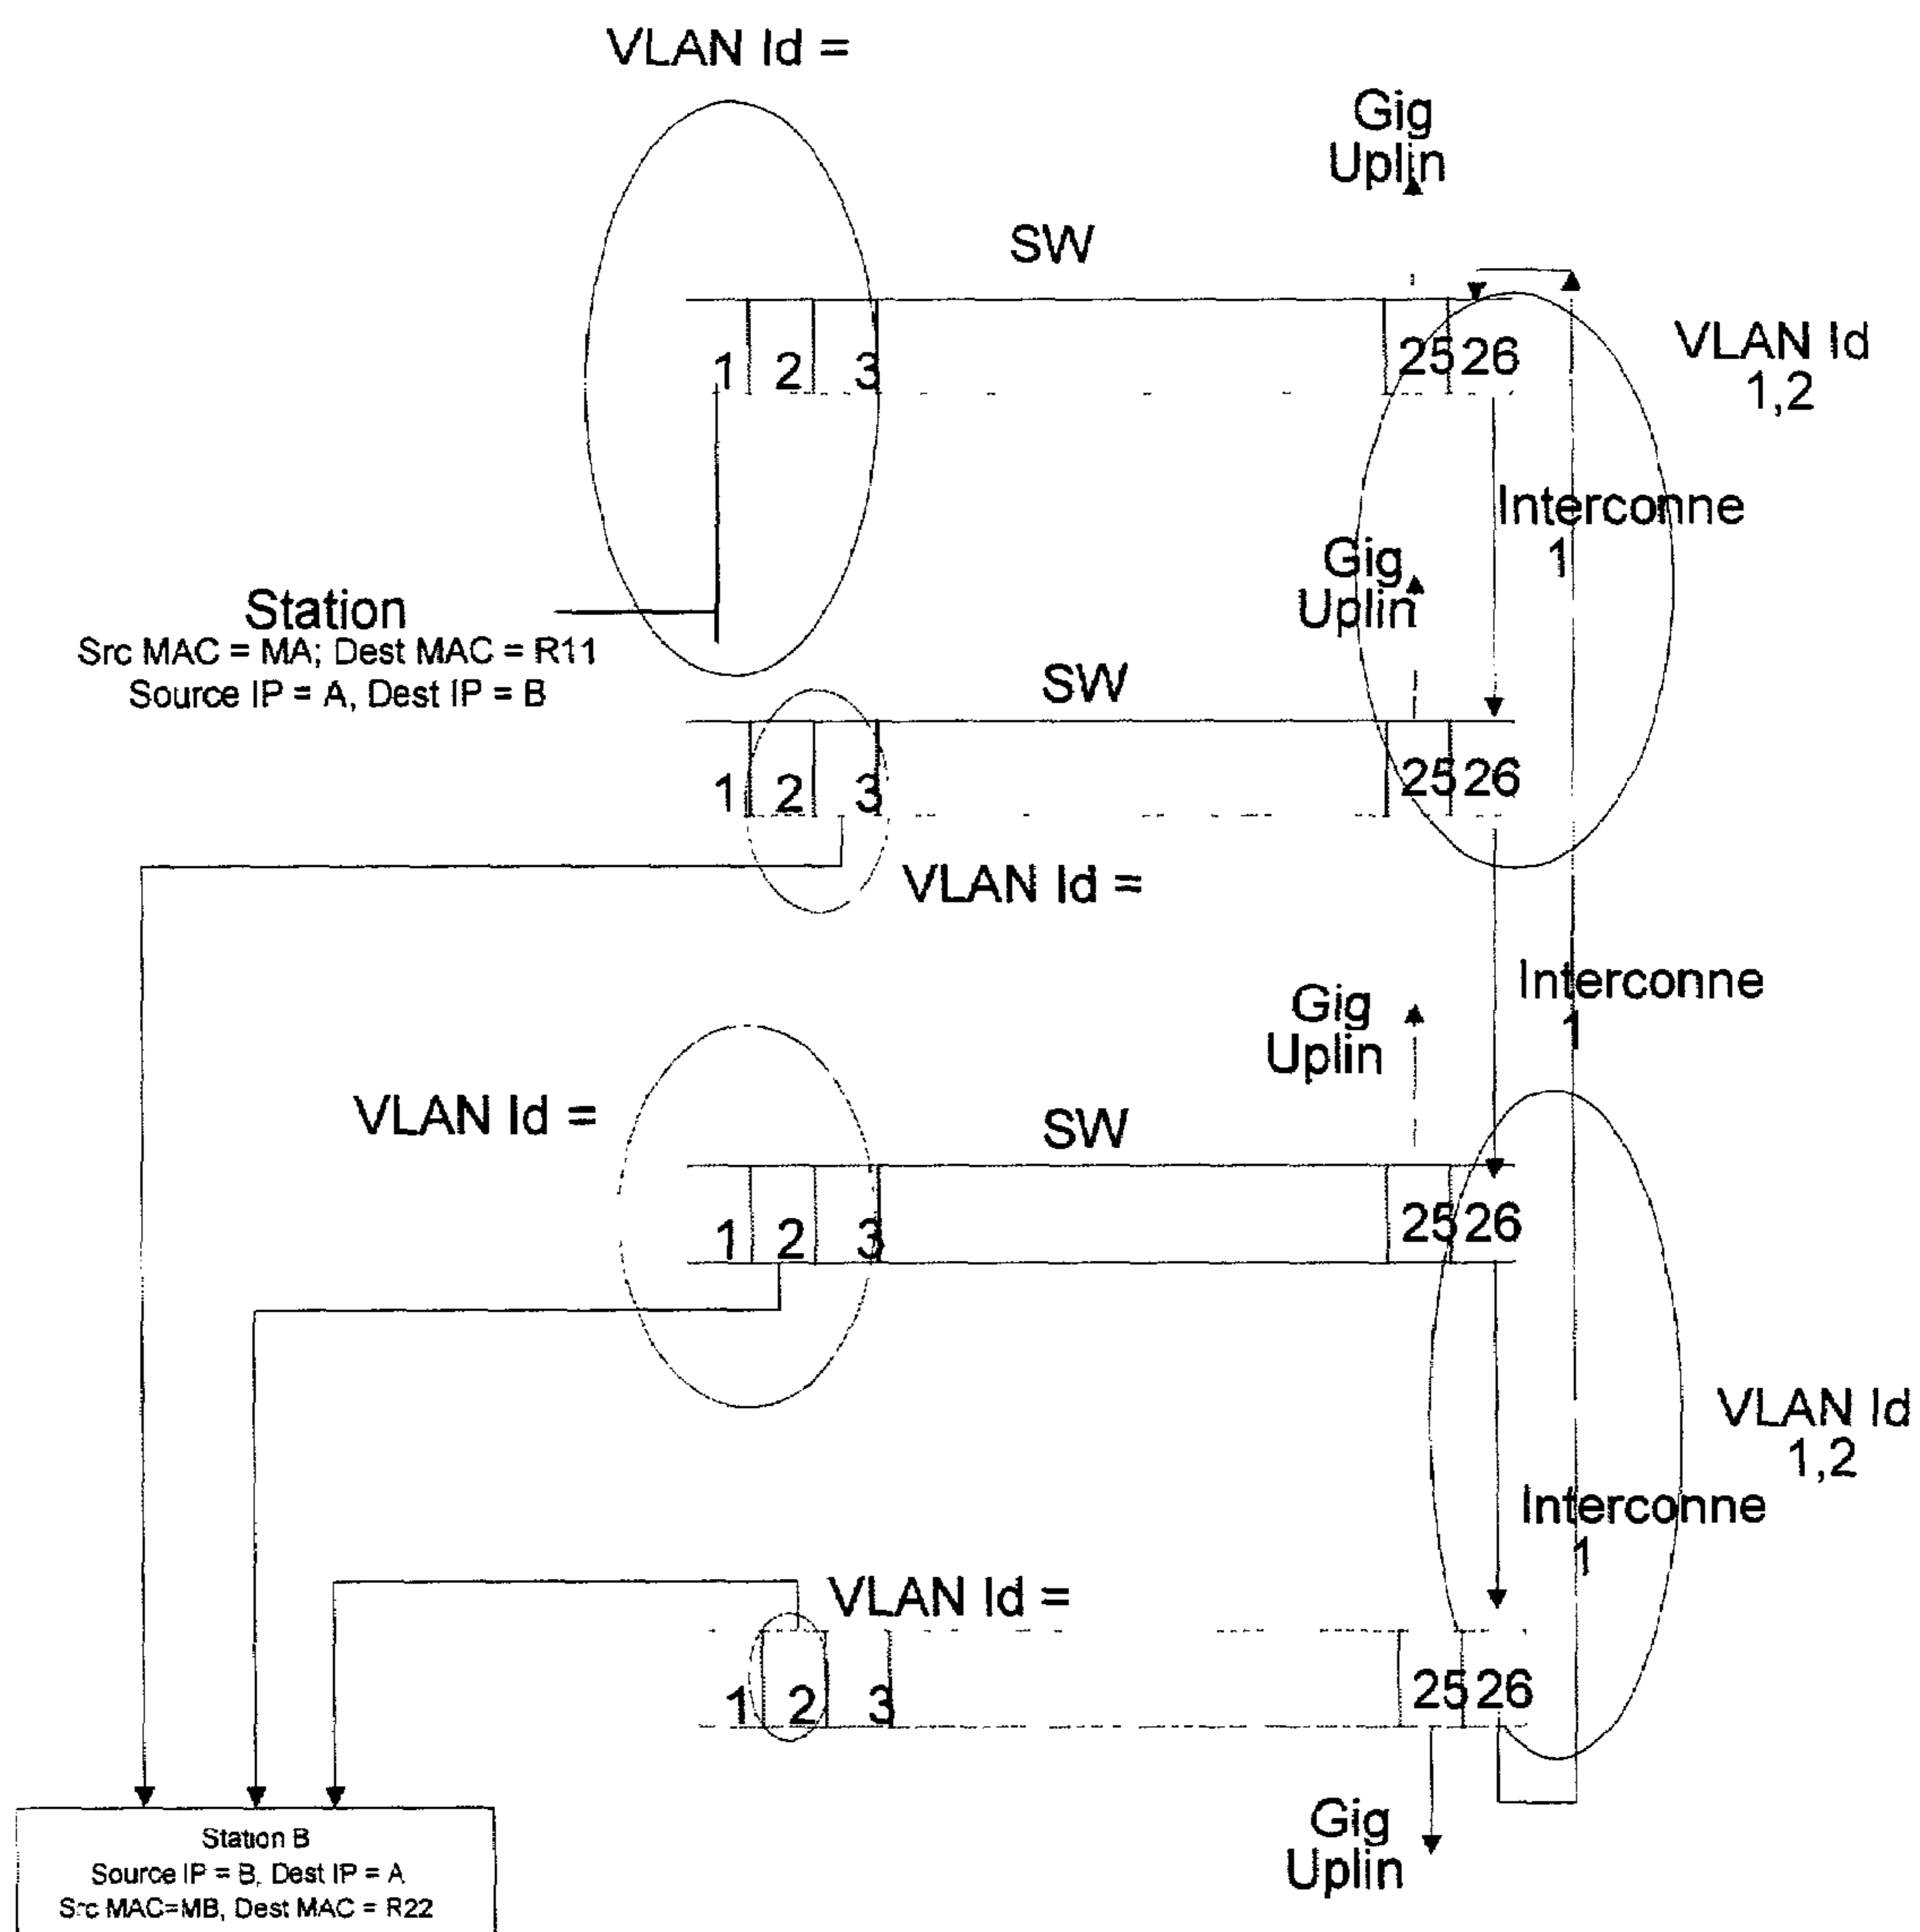 VLAN Id =
Gig
Uplin
SW
1 2 3 25 26
VLAN Id
1,2
Interconne
1
Gig
Uplin
Station
Src MAC = MA; Dest MAC = R11
Source IP = A, Dest IP = B
SW
1 2 3 25 26
VLAN Id =
Interconne
1
Gig
Uplin
VLAN Id =
SW
1 2 3 25 26
VLAN Id
1,2
Interconne
1
VLAN Id =
1 2 3 25 26
Gig
Uplin
Station B
Source IP = B, Dest IP = A
Src MAC=MB, Dest MAC = R22